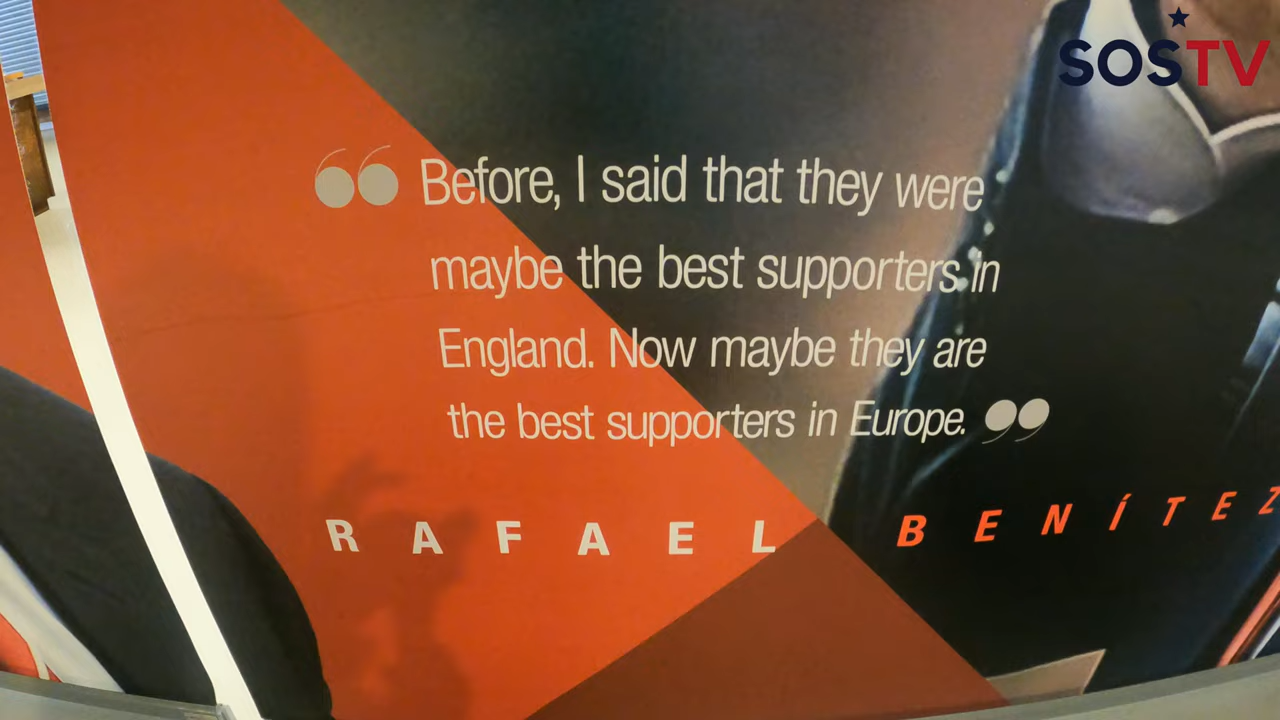 SOSTV
“ Before, I said that they were
maybe the best supporters in
England. Now maybe they are
the best supporters in Europe. ”
RAFAEL BENÍTEZ